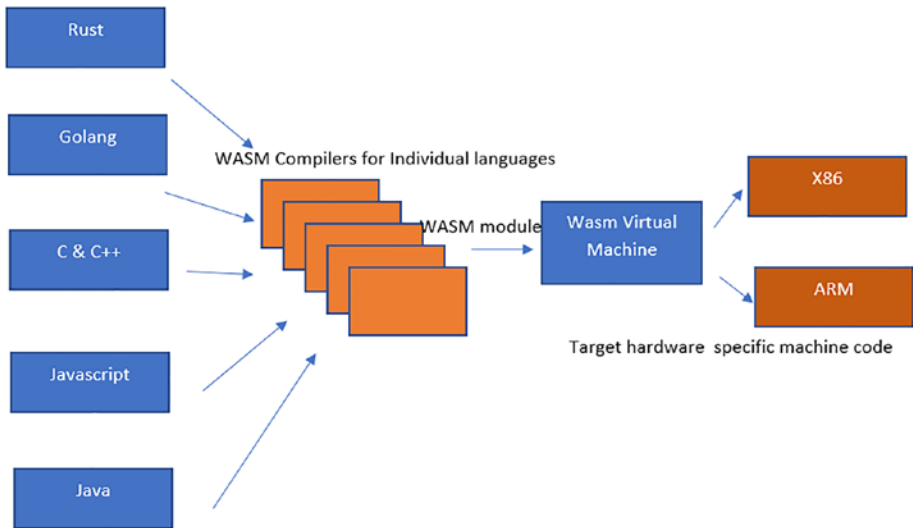 Rust
Golang
C & C++
Javascript
Java
WASM Compilers for Individual languages
WASM module
Wasm Virtual
Machine
X86
ARM
Target hardware  specific machine code